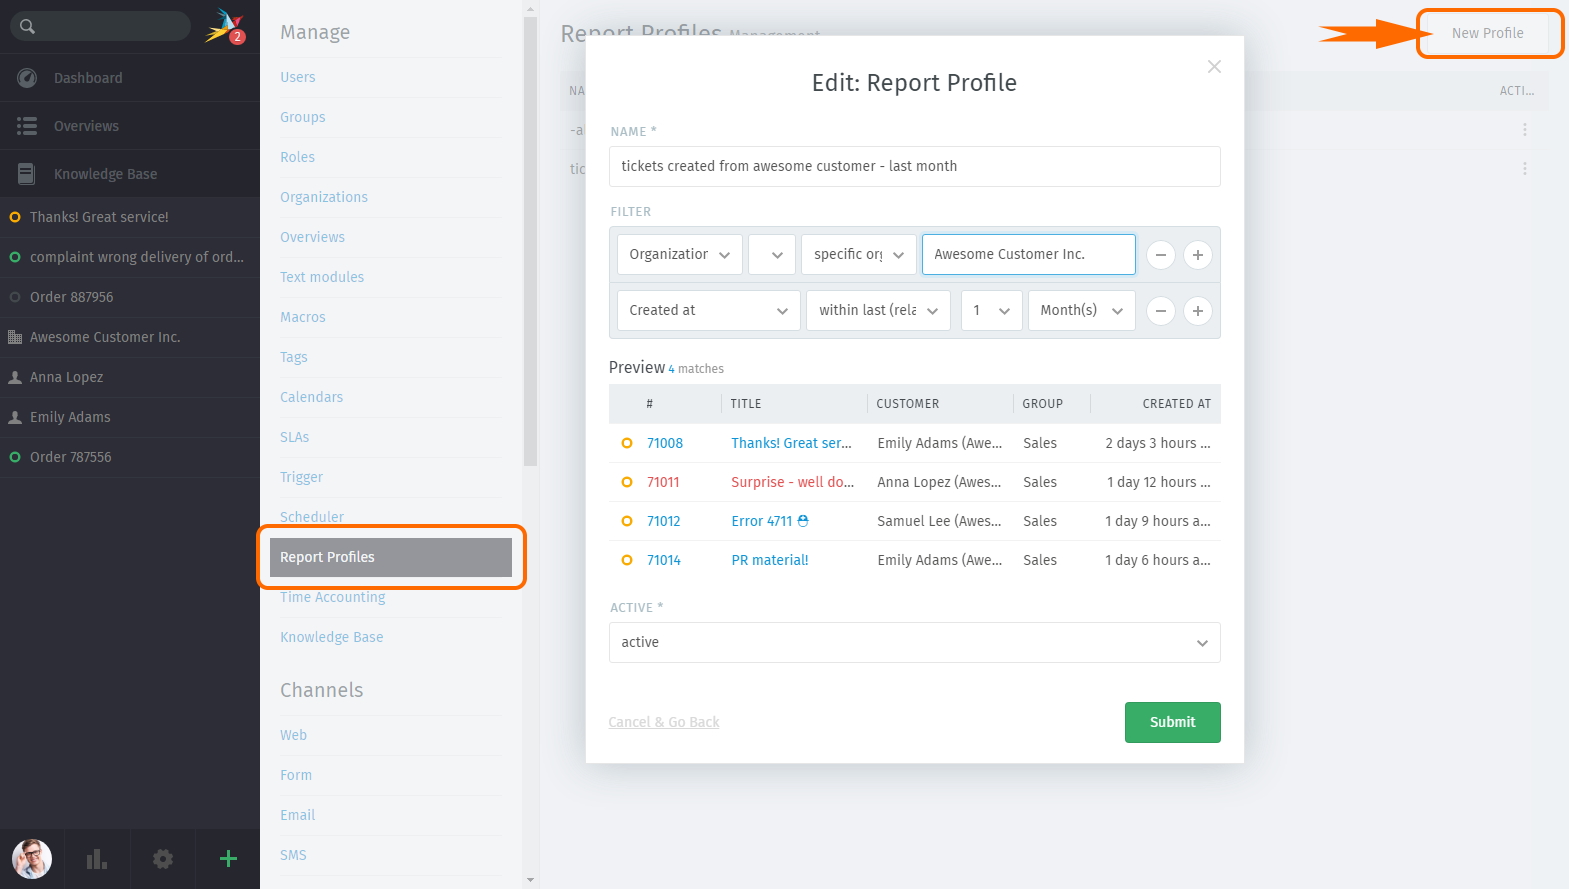 2
Dashboard
Overviews
Knowledge Base
Thanks! Great service!
complaint wrong delivery of ord...
Order 887956
Awesome Customer Inc.
Anna Lopez
Emily Adams
Order 787556
Manage
Users
Groups
Roles
Organizations
Overviews
Text modules
Macros
Tags
Calendars
SLAs
Trigger
Scheduler
Report Profiles
Time Accounting
Knowledge Base
Channels
Web
Form
Email
SMS
Report Profiles Management
New Profile
NA
ACTI...
-al
tic
Edit: Report Profile
NAME *
tickets created from awesome customer - last month
FILTER
Organization specific org Awesome Customer Inc.
Created at within last (rela 1 Month(s)
Preview 4 matches
# TITLE CUSTOMER GROUP CREATED AT
71008 Thanks! Great ser... Emily Adams (Awe... Sales 2 days 3 hours ...
71011 Surprise - well do... Anna Lopez (Awes... Sales 1 day 12 hours ...
71012 Error 4711 Samuel Lee (Awes... Sales 1 day 9 hours a...
71014 PR material! Emily Adams (Awe... Sales 1 day 6 hours a...
ACTIVE *
active
Cancel & Go Back
Submit